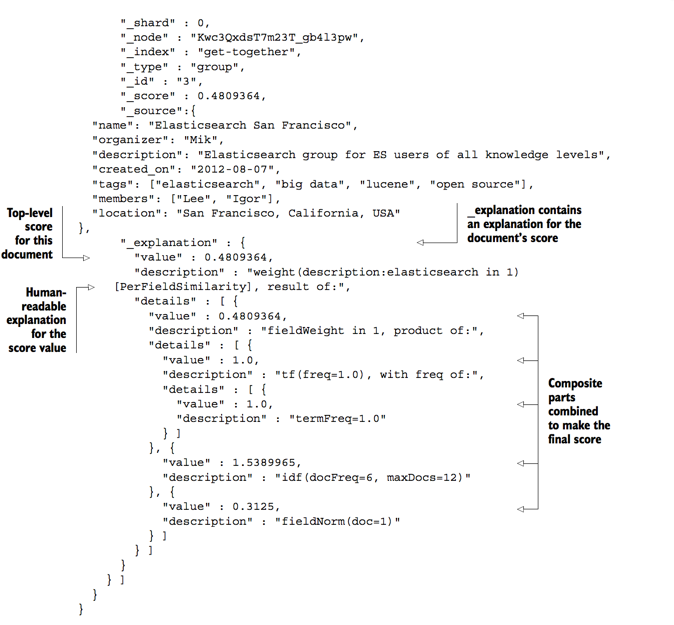 "_shard" : 0,
"_node" : "Kwc3QxdsT7m23T_gb4l3pw",
"_index" : "get-together",
"_type" : "group",
"_id" : "3",
"_score" : 0.4809364,
"_source":{
"name": "Elasticsearch San Francisco",
"organizer": "Mik",
"description": "Elasticsearch group for ES users of all knowledge levels",
"created_on": "2012-08-07",
"tags": ["elasticsearch", "big data", "lucene", "open source"],
"members": ["Lee", "Igor"],
"location": "San Francisco, California, USA"
},
Top-level
score
for this
document
_explanation contains
an explanation for the
document's score
"_explanation" : {
"value" : 0.4809364,
"description" : "weight(description:elasticsearch in 1)
[PerFieldSimilarity], result of:",
Human-
readable
explanation
for the
score value
"details" : [ {
"value" : 0.4809364,
"description" : "fieldWeight in 1, product of:",
"details" : [ {
"value" : 1.0,
"description" : "tf(freq=1.0), with freq of:",
"details" : [ {
"value" : 1.0,
"description" : "termFreq=1.0"
} ]
}, {
"value" : 1.5389965,
"description" : "idf(docFreq=6, maxDocs=12)"
}, {
"value" : 0.3125,
"description" : "fieldNorm(doc=1)"
} ]
} ]
}
} ]
}
}
Composite
parts
combined
to make the
final score